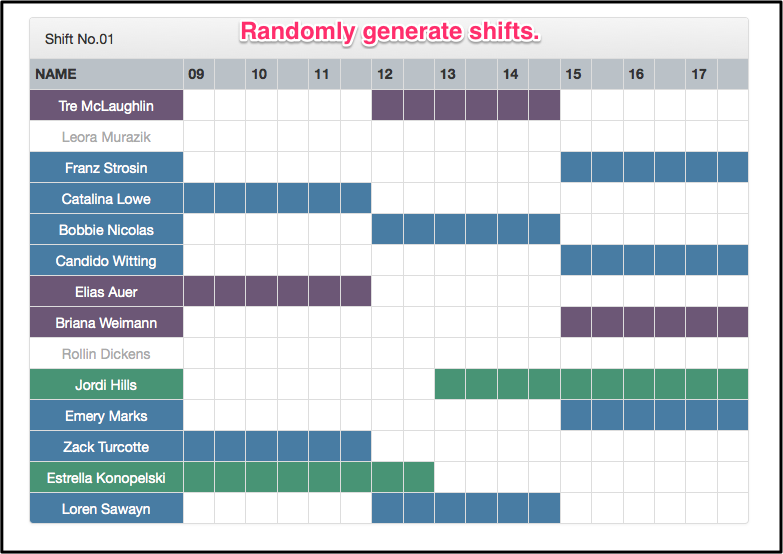 Randomly generate shifts.
Shift No.01
NAME 09 10 11 12 13 14 15 16 17
Tre McLaughlin
Leora Murazik
Franz Strosin
Catalina Lowe
Bobbie Nicolas
Candido Witting
Elias Auer
Briana Weimann
Rollin Dickens
Jordi Hills
Emery Marks
Zack Turcotte
Estrella Konopelski
Loren Sawayn